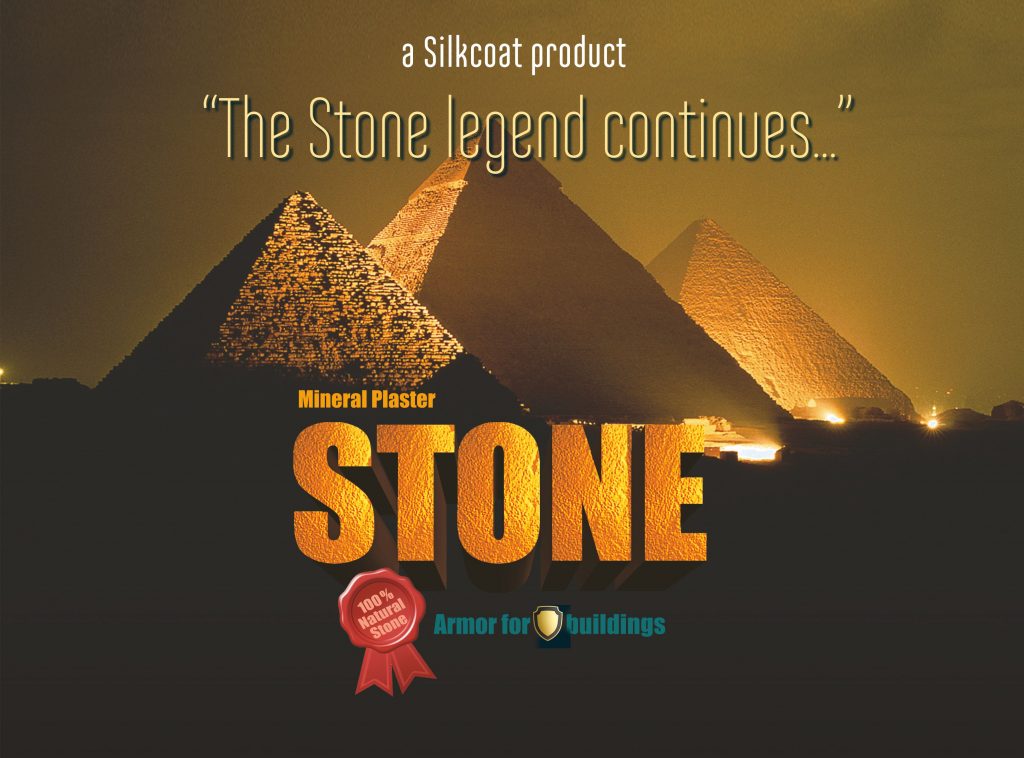 a Silkcoat product
“The Stone legend continues...”
Mineral Plaster
STONE
100%
Natural
Stone
Armor for buildings